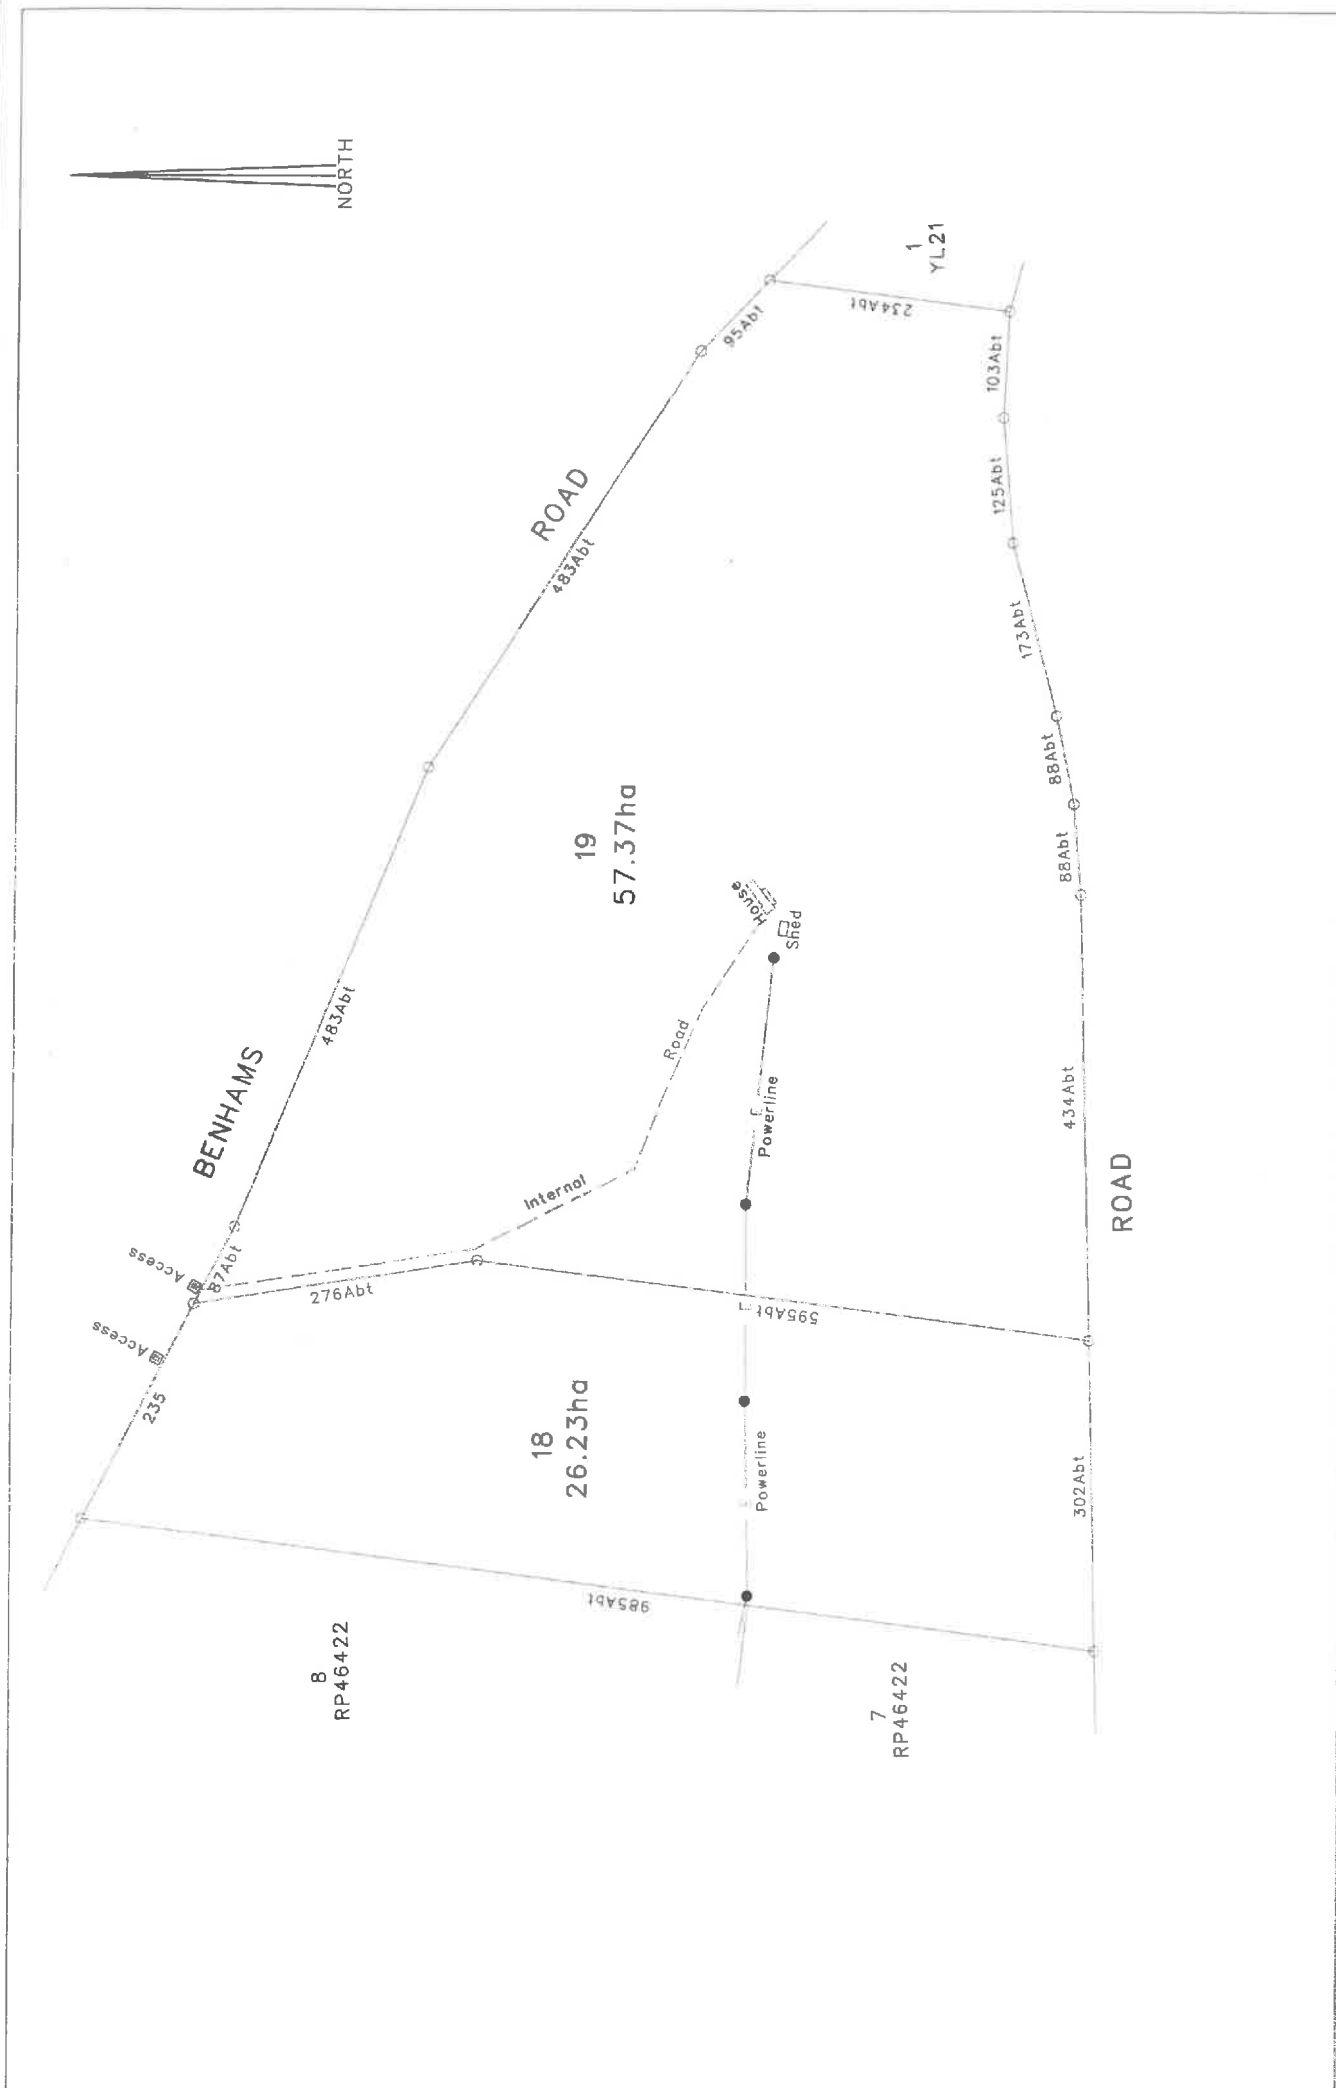 NORTH
BENHAMS
ROAD
Access
Access
235
87Abt
483Abt
483Abt
95Abt
234Abt
1
YL21
103Abt
125Abt
173Abt
88Abt
88Abt
434Abt
302Abt
ROAD
19
57.37ha
House
Shed
Internal
Road
Powerline
E
276Abt
595Abt
18
26.23ha
Powerline
985Abt
8
RP46422
7
RP46422